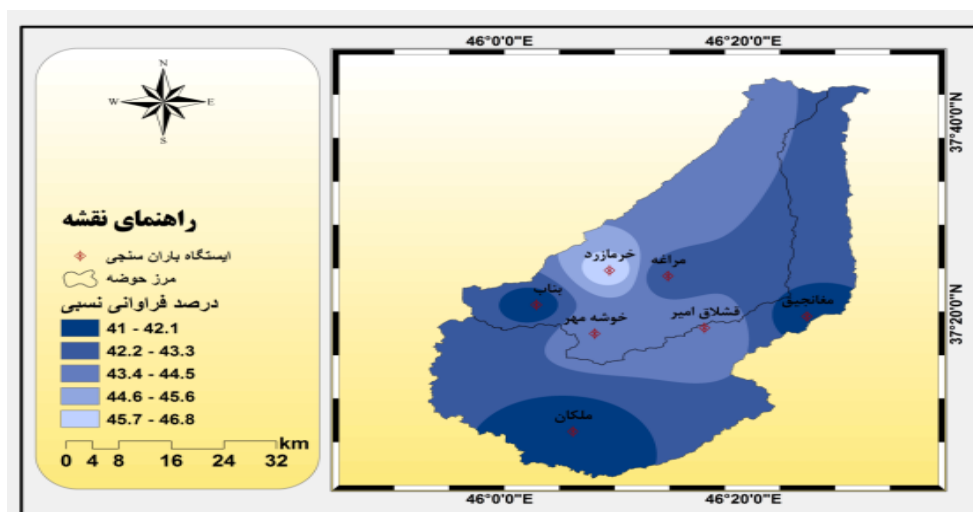 N
W E
S
راهنمای نقشه
ایستگاه باران سنجی
مرز حوضه
درصد فراوانی نسبی
41 - 42.1
42.2 - 43.3
43.4 - 44.5
44.6 - 45.6
45.7 - 46.8
km
0 4 8 16 24 32
46°0'0"E 46°20'0"E
37°40'0"N
37°20'0"N
خرمازرد
مراغه
بناب
مغانجیق
قشلاق امیر
خوشه مهر
ملکان
46°0'0"E 46°20'0"E